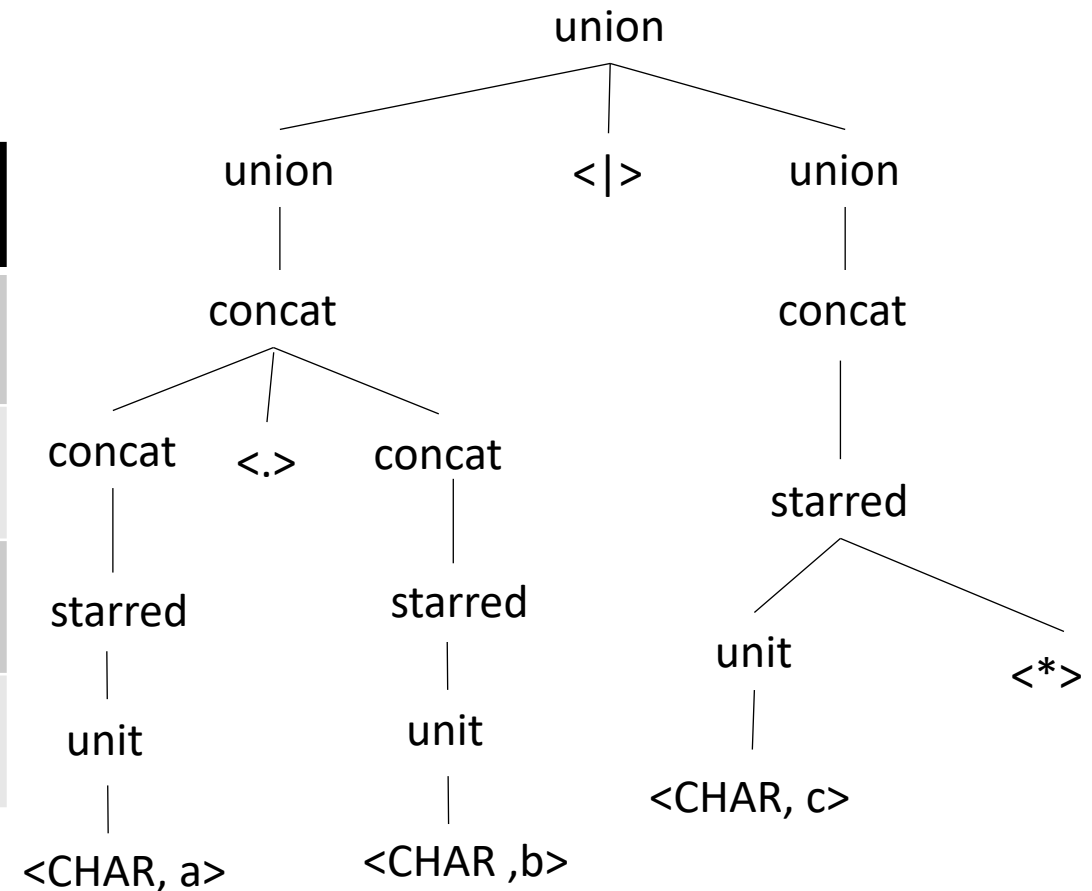 union
union <|> union
concat concat
concat <.> concat
starred
starred starred
unit <*>
unit unit
<CHAR, c>
<CHAR, a> <CHAR ,b>